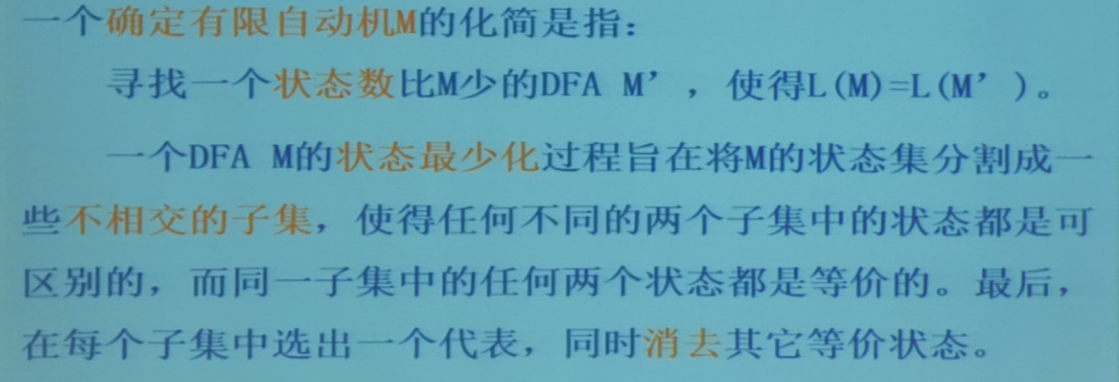 一个确定有限自动机M的化简是指：
寻找一个状态数比M少的DFA M’，使得L(M)=L(M’)。
一个DFA M的状态最少化过程旨在将M的状态集分割成一
些不相交的子集，使得任何不同的两个子集中的状态都是可
区别的，而同一子集中的任何两个状态都是等价的。最后，
在每个子集中选出一个代表，同时消去其它等价状态。